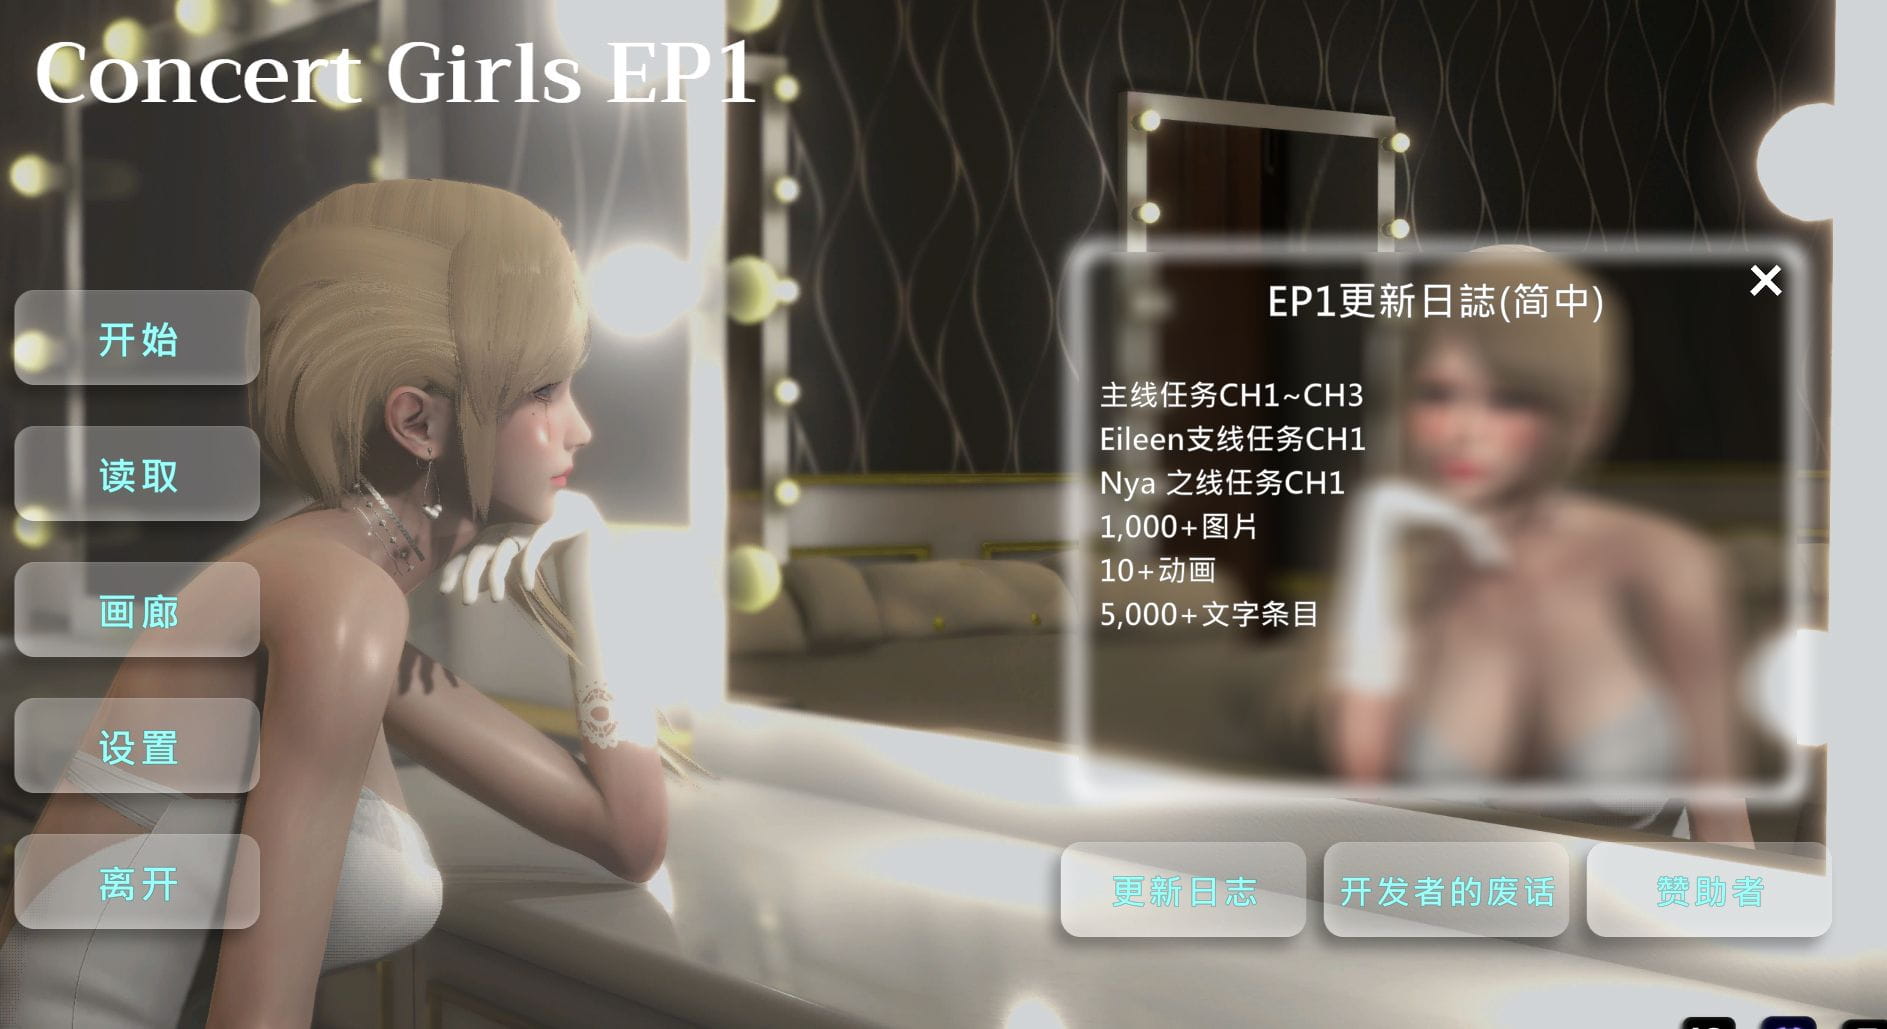 Concert Girls EP1
开始
读取
画廊
设置
离开
EP1更新日誌(简中)
主线任务CH1~CH3
Eileen支线任务CH1
Nya 之线任务CH1
1,000+图片
10+动画
5,000+文字条目
更新日志
开发者的废话
赞助者